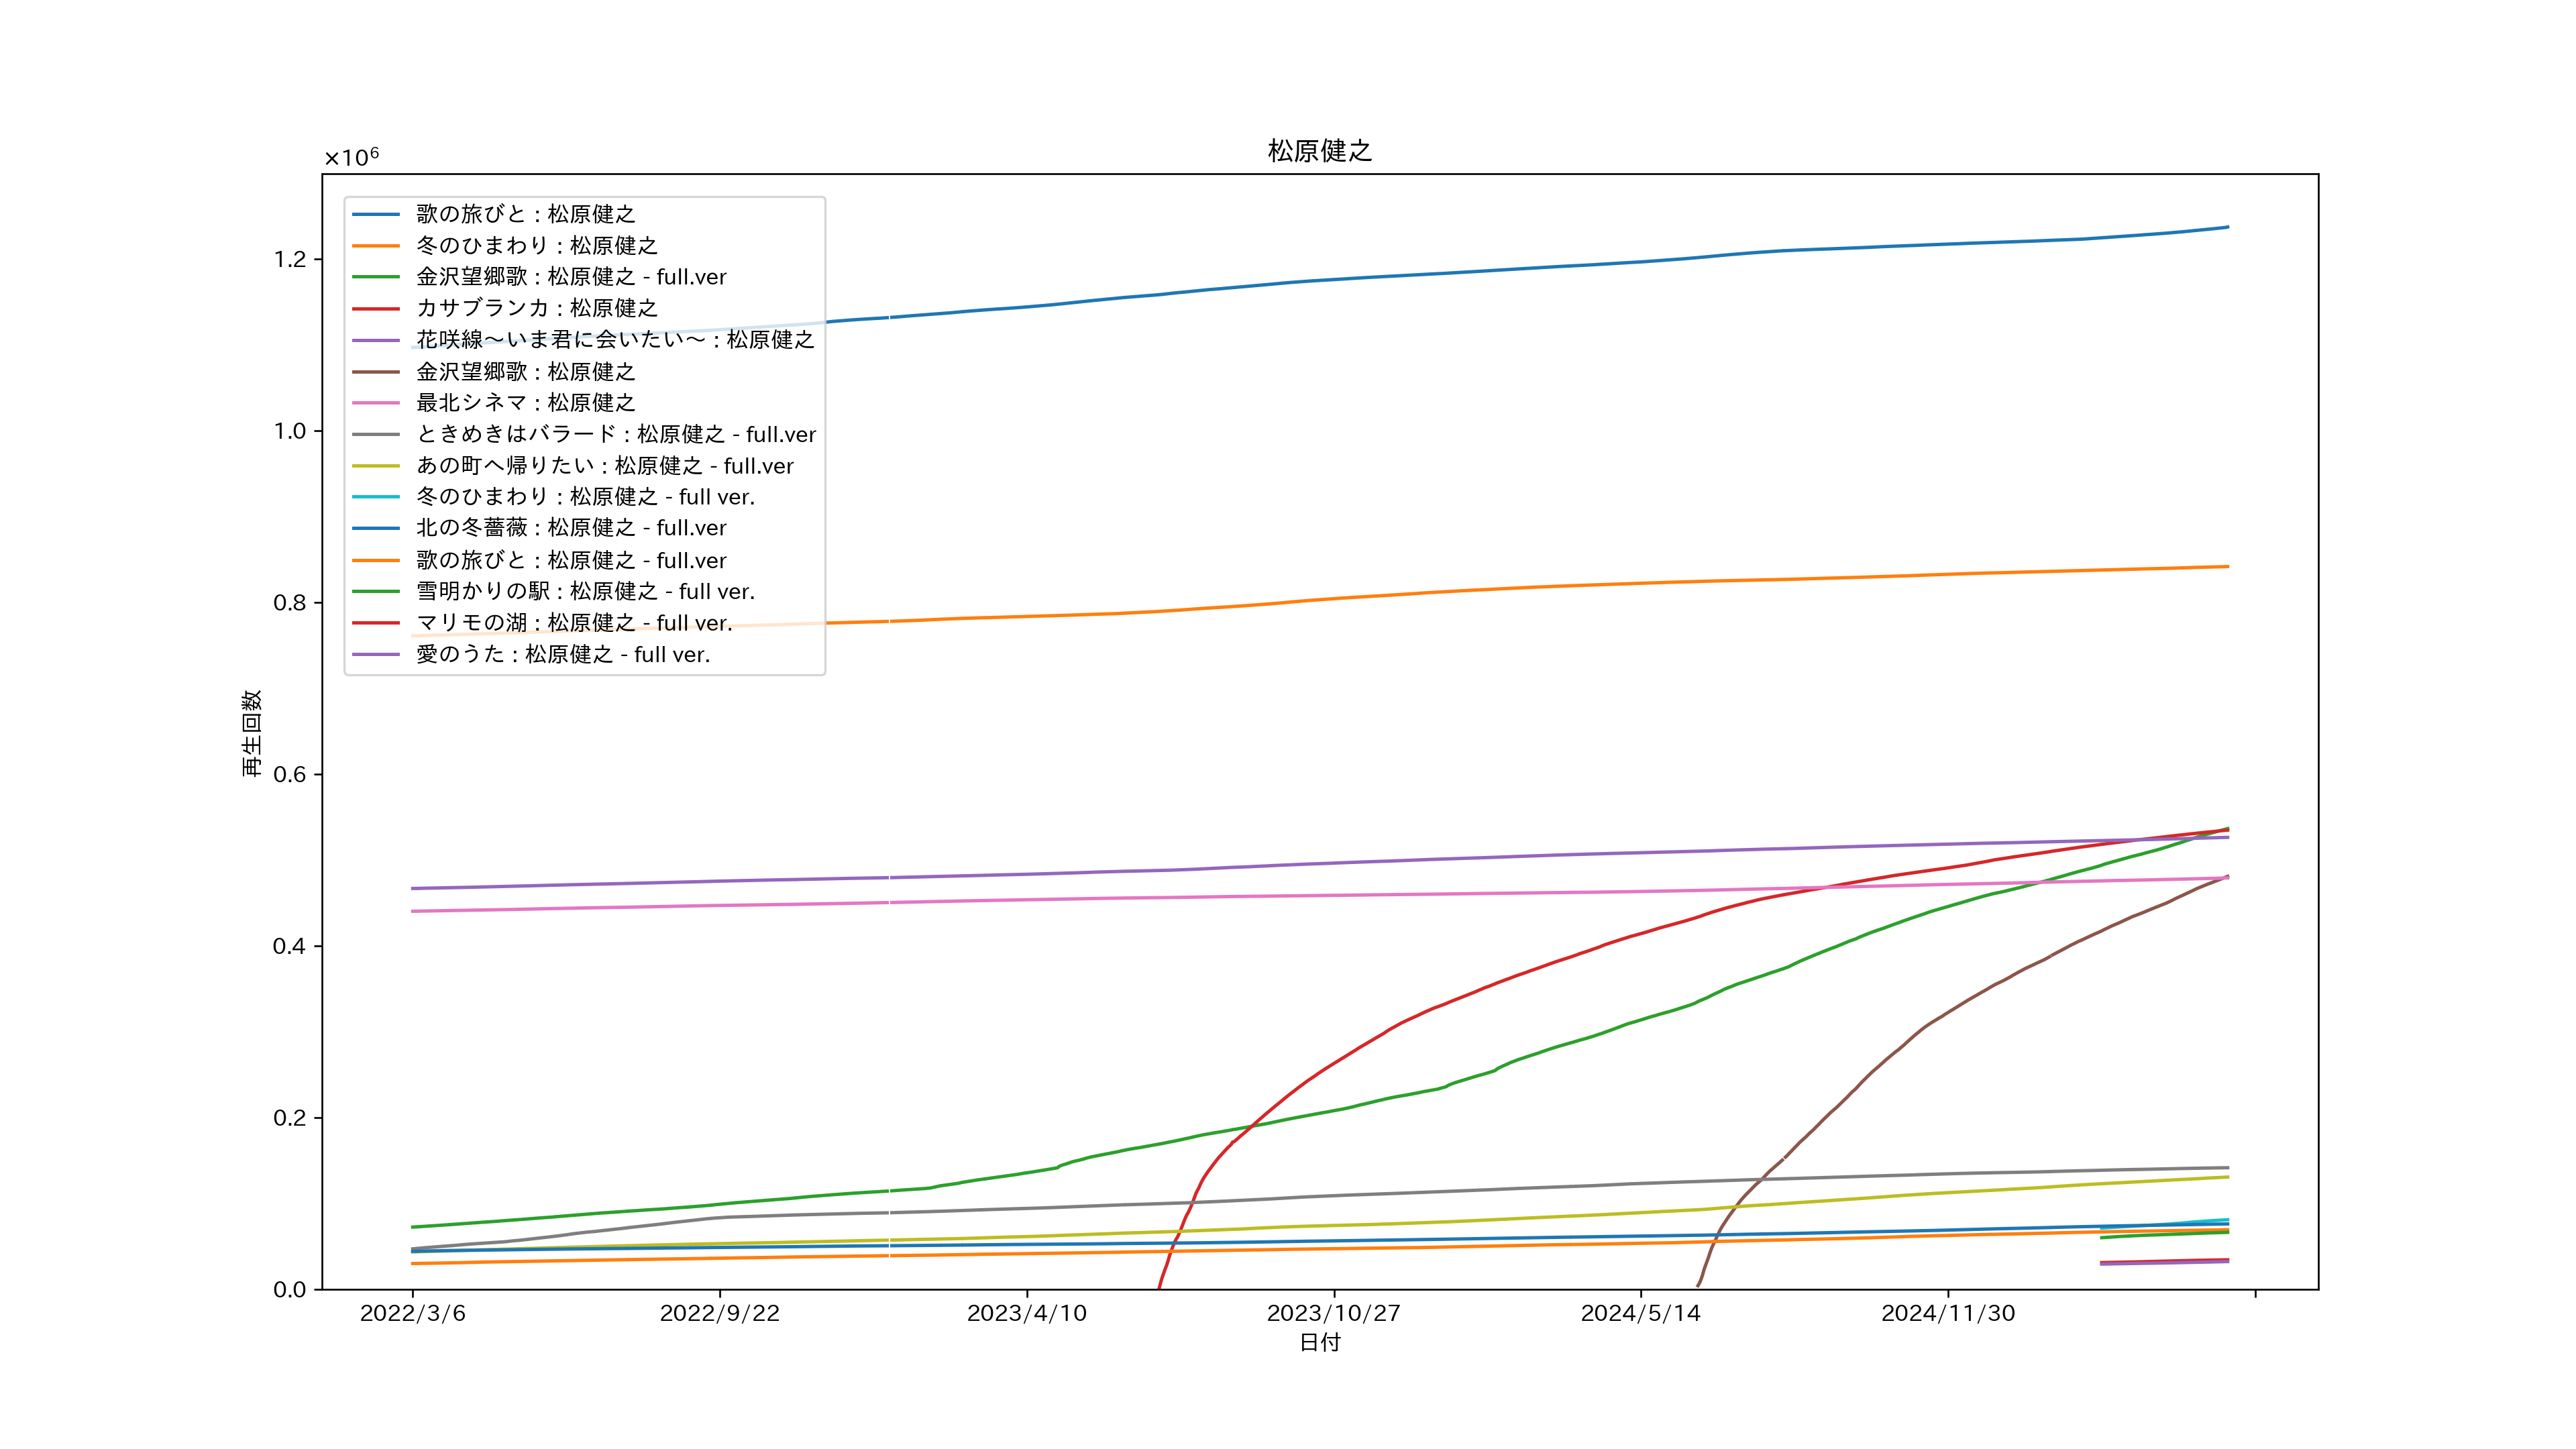 松原健之
×10⁶
歌の旅びと : 松原健之
冬のひまわり : 松原健之
金沢望郷歌 : 松原健之 - full.ver
カサブランカ : 松原健之
花咲線～いま君に会いたい～ : 松原健之
金沢望郷歌 : 松原健之
最北シネマ : 松原健之
ときめきはバラード : 松原健之 - full.ver
あの町へ帰りたい : 松原健之 - full.ver
冬のひまわり : 松原健之 - full ver.
北の冬薔薇 : 松原健之 - full.ver
歌の旅びと : 松原健之 - full.ver
雪明かりの駅 : 松原健之 - full ver.
マリモの湖 : 松原健之 - full ver.
愛のうた : 松原健之 - full ver.
1.2
1.0
0.8
0.6
0.4
0.2
0.0
再生回数
2022/3/6
2022/9/22
2023/4/10
2023/10/27
2024/5/14
2024/11/30
日付